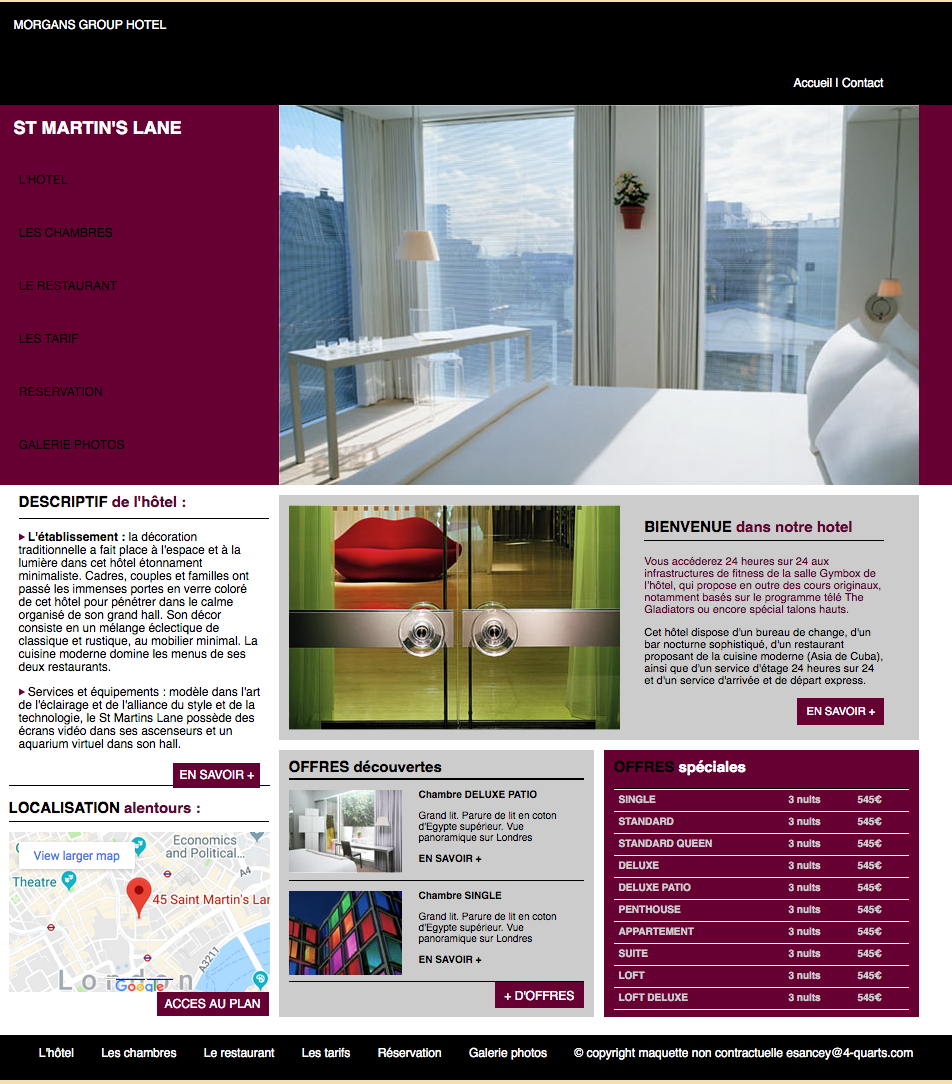 MORGANS GROUP HOTEL
Accueil | Contact
ST MARTIN'S LANE
L'HOTEL
LES CHAMBRES
LE RESTAURANT
LES TARIF
RESERVATION
GALERIE PHOTOS
DESCRIPTIF de l'hôtel :
L'établissement : la décoration
traditionnelle a fait place à l'espace et à la
lumière dans cet hôtel étonnament
minimaliste. Cadres, couples et familles ont
passé les immenses portes en verre coloré
de cet hôtel pour pénétrer dans le calme
organisé de son grand hall. Son décor
consiste en un mélange éclectique de
classique et rustique, au mobilier minimal. La
cuisine moderne domine les menus de ses
deux restaurants.
Services et équipements : modèle dans l'art
de l'éclairage et de l'alliance du style et de la
technologie, le St Martins Lane possède des
écrans vidéo dans ses ascenseurs et un
aquarium virtuel dans son hall.
EN SAVOIR +
LOCALISATION alentours :
View larger map
Economics
and Political...
Theatre
A4
45 Saint Martin's Lan
A3211
London
Google
ACCES AU PLAN
BIENVENUE dans notre hotel
Vous accéderez 24 heures sur 24 aux
infrastructures de fitness de la salle Gymbox de
l'hôtel, qui propose en outre des cours originaux,
notamment basés sur le programme télé The
Gladiators ou encore spécial talons hauts.
Cet hôtel dispose d'un bureau de change, d'un
bar nocturne sophistiqué, d'un restaurant
proposant de la cuisine moderne (Asia de Cuba),
ainsi que d'un service d'étage 24 heures sur 24
et d'un service d'arrivée et de départ express.
EN SAVOIR +
OFFRES découvertes
Chambre DELUXE PATIO
Grand lit. Parure de lit en coton
d'Egypte supérieur. Vue
panoramique sur Londres
EN SAVOIR +
Chambre SINGLE
Grand lit. Parure de lit en coton
d'Egypte supérieur. Vue
panoramique sur Londres
EN SAVOIR +
+ D'OFFRES
OFFRES spéciales
SINGLE 3 nuits 545€
STANDARD 3 nuits 545€
STANDARD QUEEN 3 nuits 545€
DELUXE 3 nuits 545€
DELUXE PATIO 3 nuits 545€
PENTHOUSE 3 nuits 545€
APPARTEMENT 3 nuits 545€
SUITE 3 nuits 545€
LOFT 3 nuits 545€
LOFT DELUXE 3 nuits 545€
L'hôtel Les chambres Le restaurant Les tarifs Réservation Galerie photos © copyright maquette non contractuelle esancey@4-quarts.com